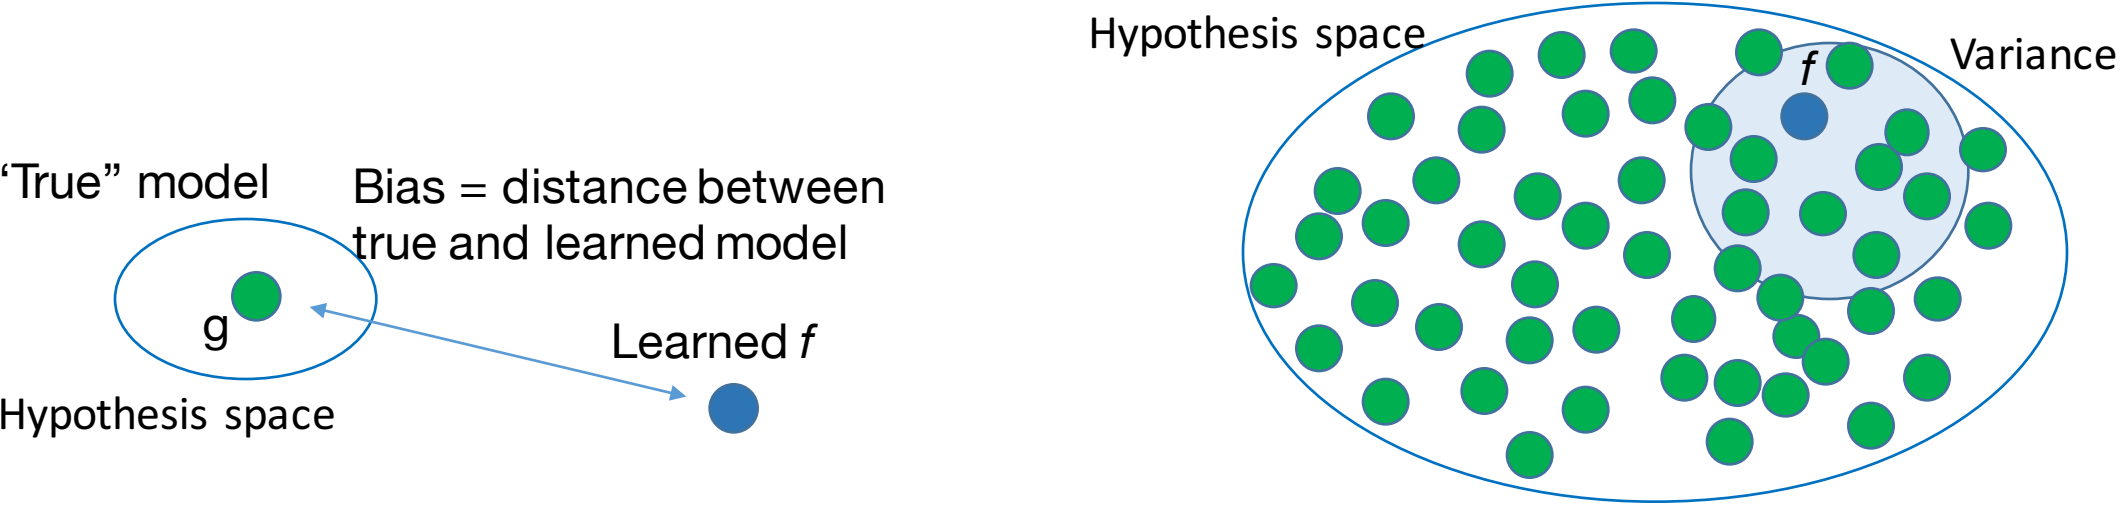 ‘True” model
Bias = distance between
true and learned model
g
Learned f
Hypothesis space
Hypothesis space
Variance
f